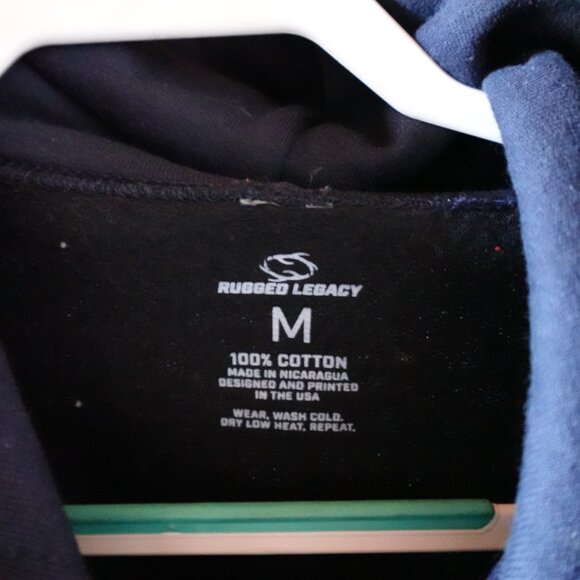 RUGGED LEGACY
M
100% COTTON
MADE IN NICARAGUA
DESIGNED AND PRINTED
IN THE USA
WEAR. WASH COLD.
DRY LOW HEAT. REPEAT.